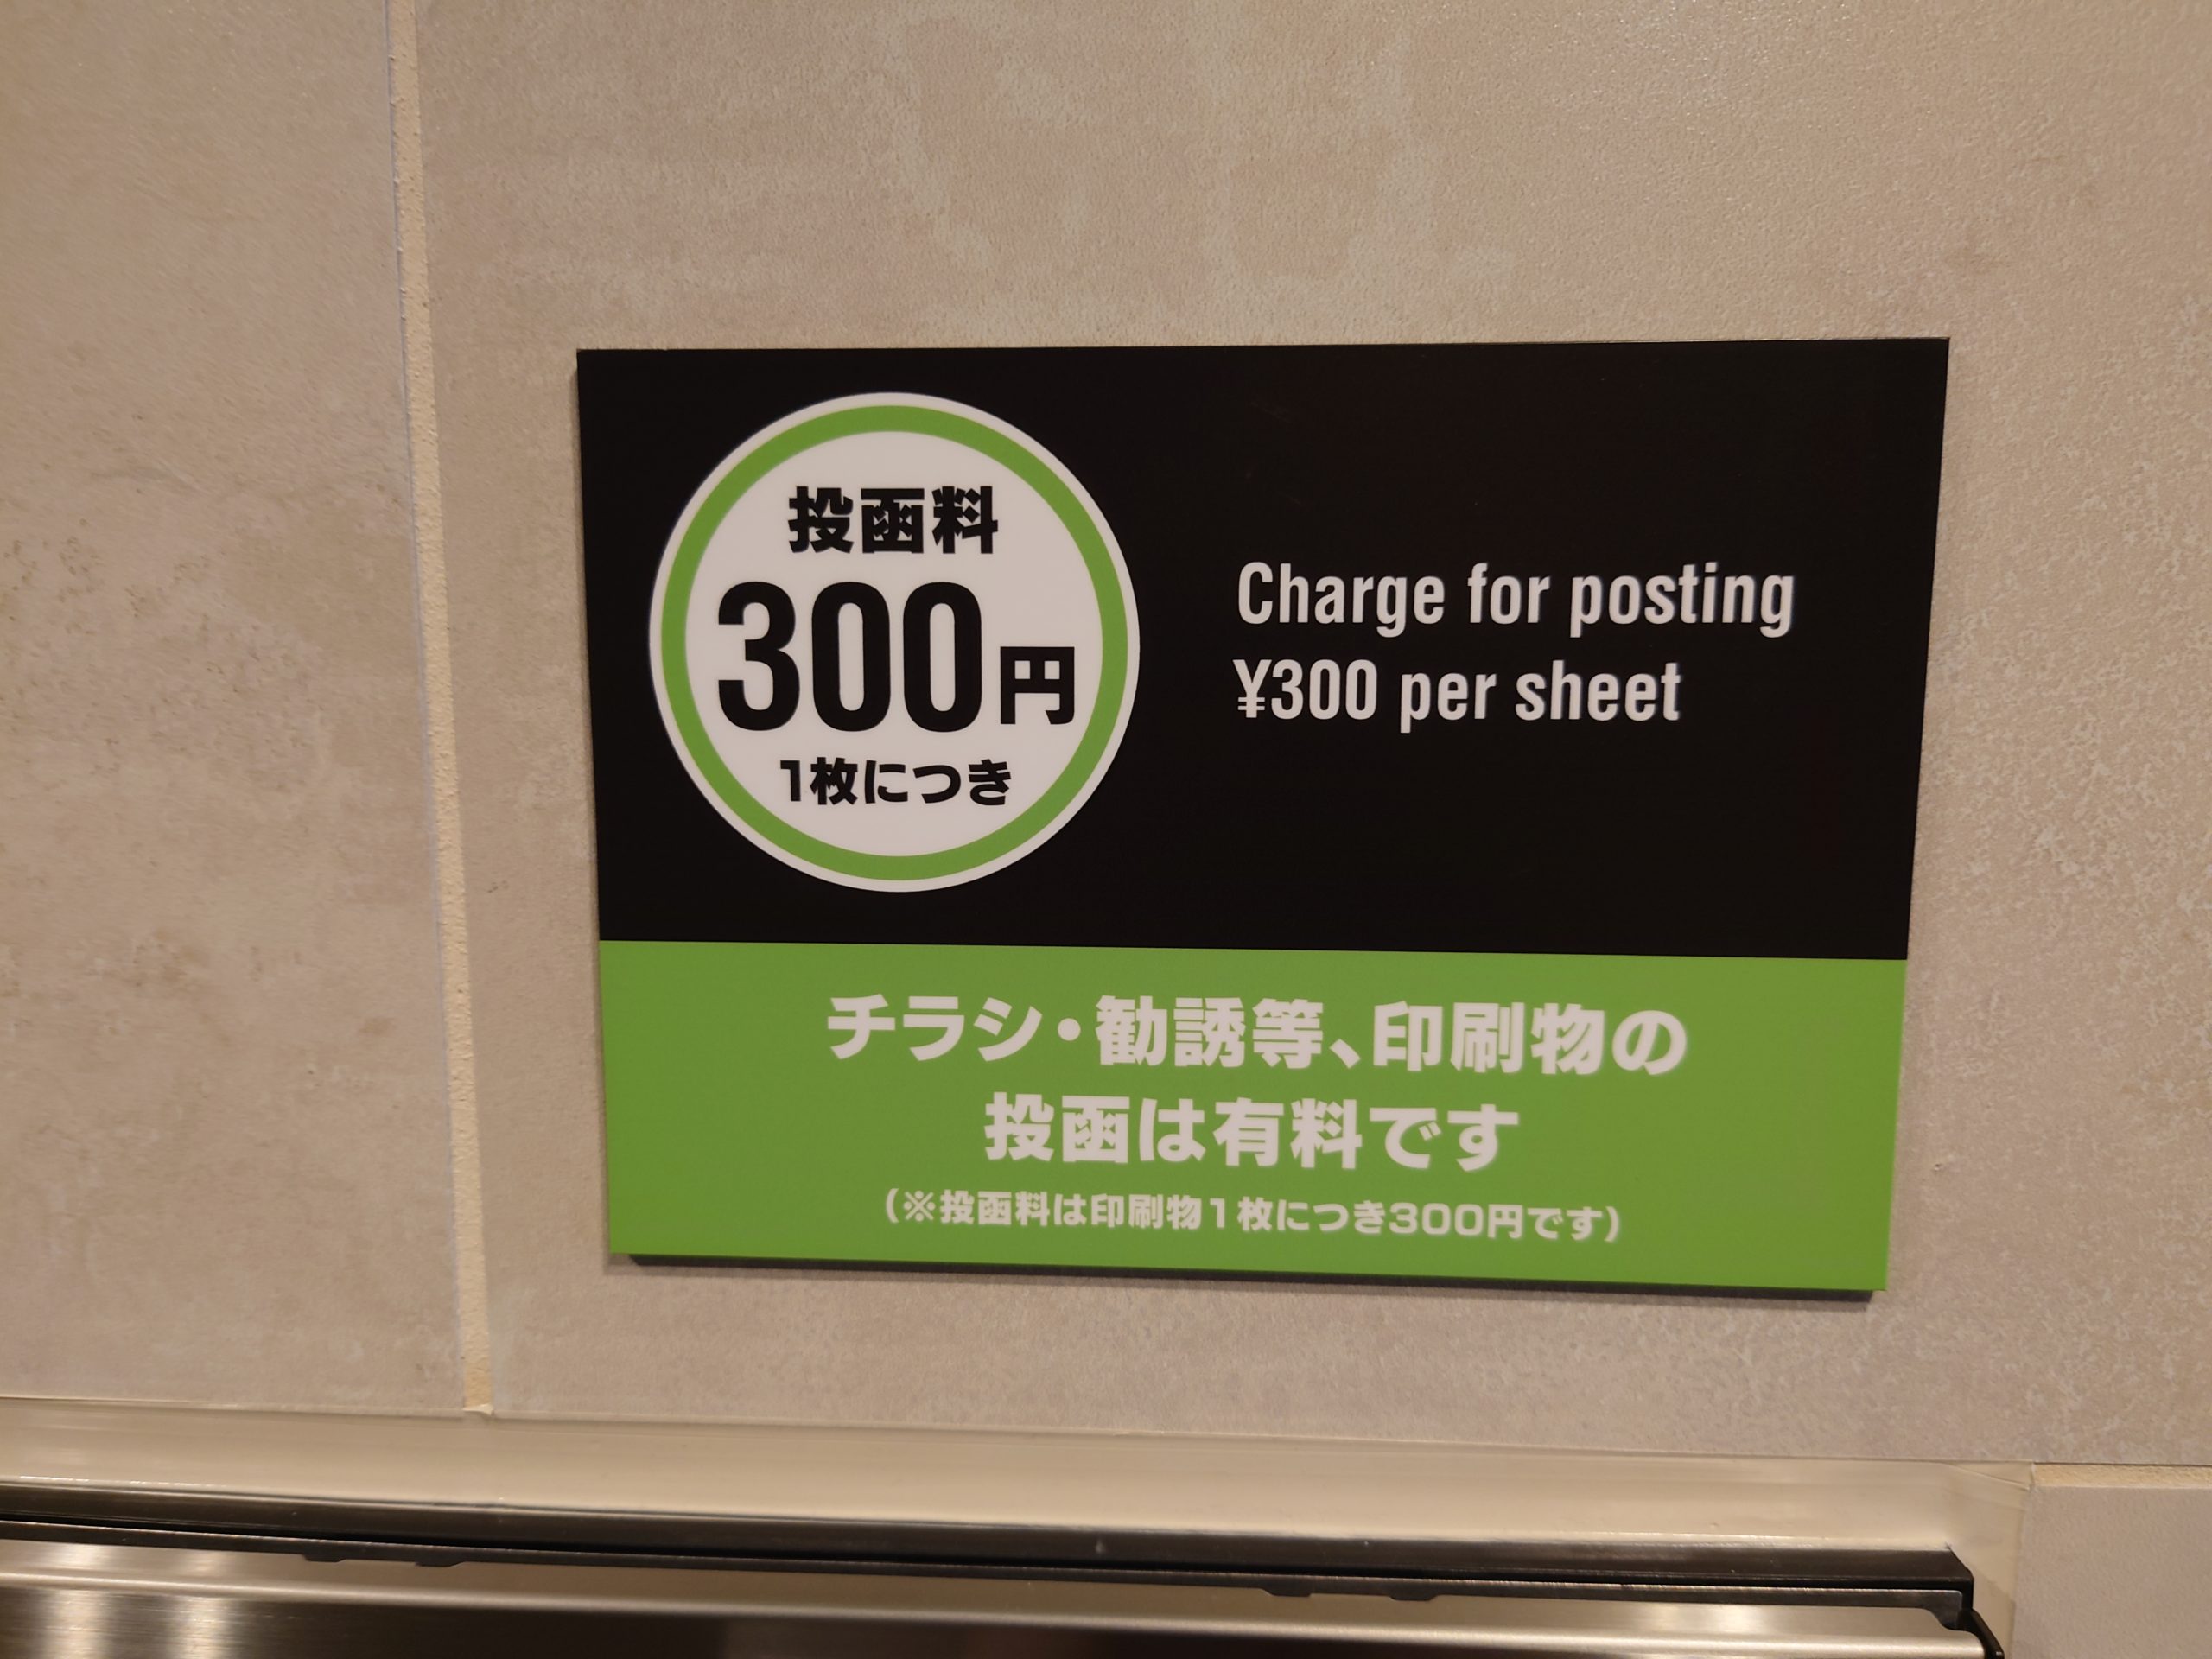 投函料
300円
1枚につき
Charge for posting
¥300 per sheet
チラシ・勧誘等、印刷物の
投函は有料です
(※投函料は印刷物1枚につき300円です)